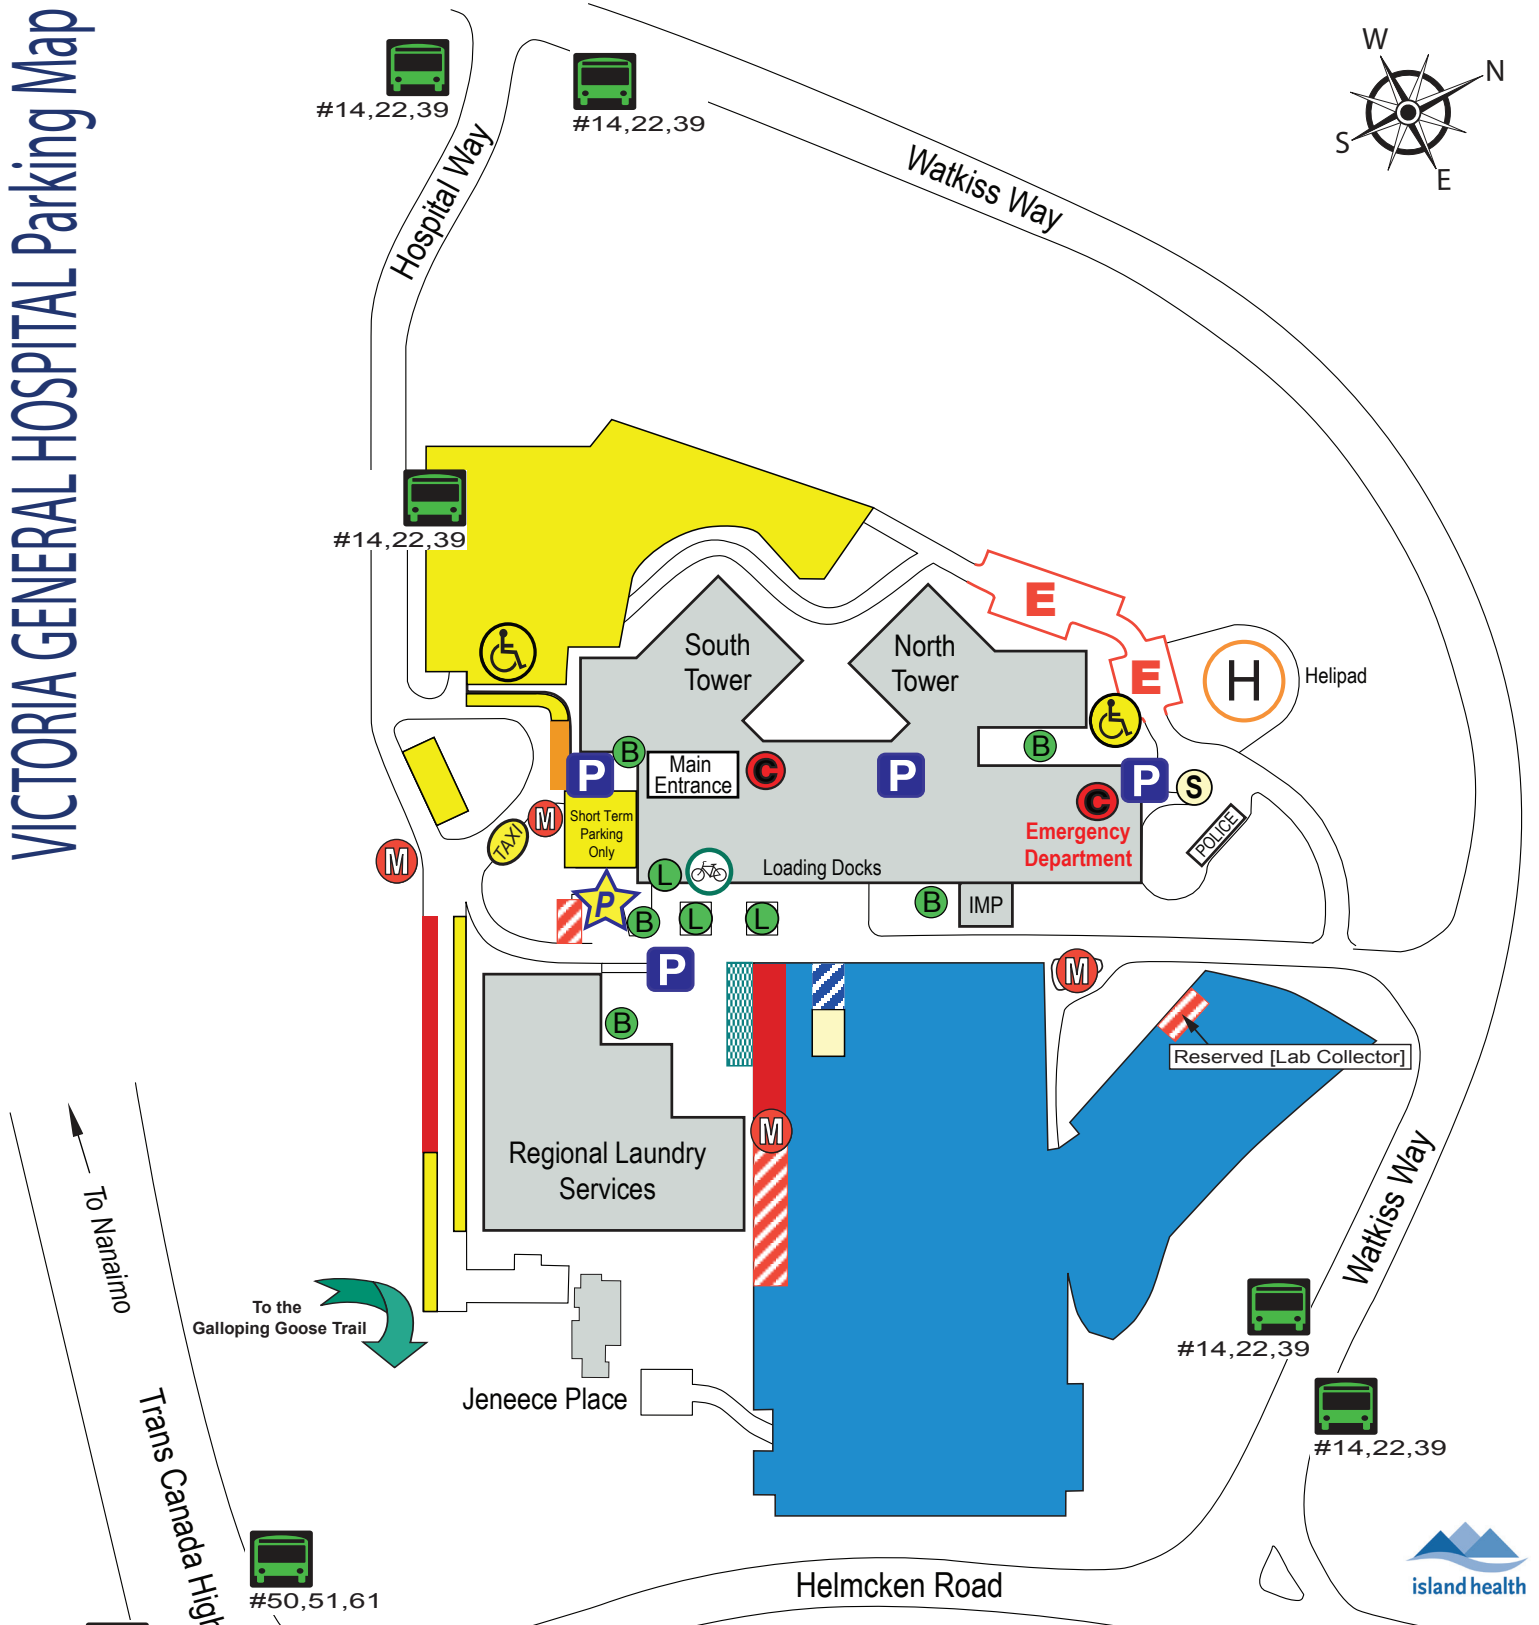 VICTORIA GENERAL HOSPITAL Parking Map
#14,22,39
#14,22,39
W
N
S
E
Hospital Way
Watkiss Way
#14,22,39
South
Tower
North
Tower
E
E
H
Helipad
B
Main
Entrance
C
P
P
B
P
S
C
Emergency
Department
POLICE
M
TAXI
M
Short Term
Parking
Only
L
Loading Docks
P
B
L
L
B
IMP
P
M
B
Reserved [Lab Collector]
M
Regional Laundry
Services
Watkiss Way
To Nanaimo
To the
Galloping Goose Trail
#14,22,39
Jeneece Place
#14,22,39
Trans Canada High
#50,51,61
Helmcken Road
island health